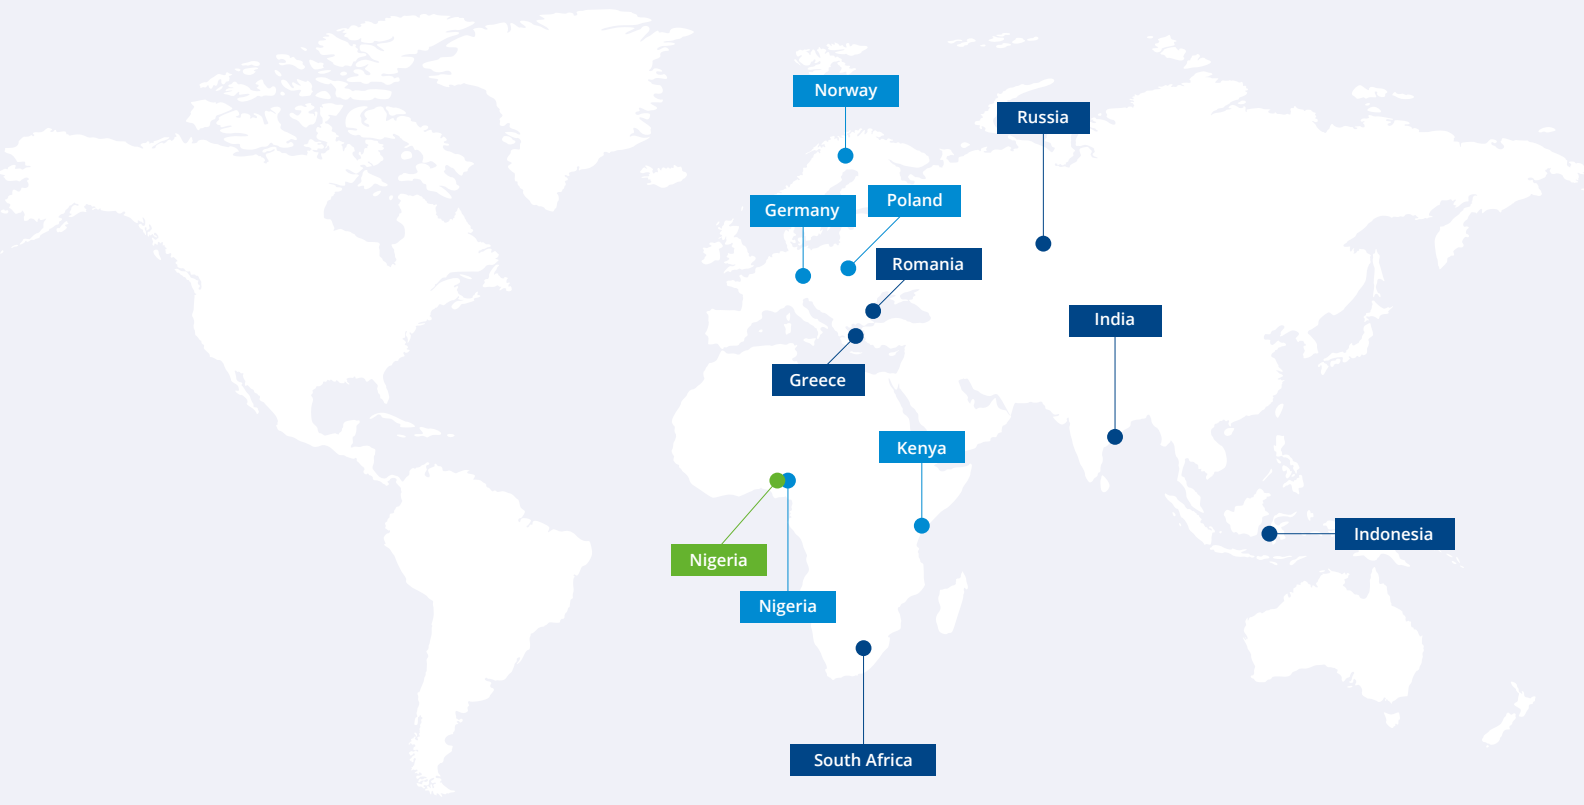 Norway
Russia
Poland
Germany
Romania
India
Greece
Kenya
Indonesia
Nigeria
Nigeria
South Africa